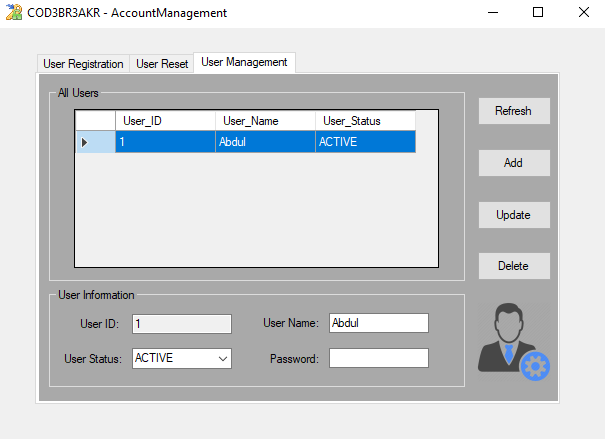 COD3BR3AKR - AccountManagement
User Registration User Reset User Management
All Users
User_ID User_Name User_Status
1 Abdul ACTIVE
Refresh
Add
Update
Delete
User Information
User ID: 1 User Name: Abdul
User Status: ACTIVE Password: